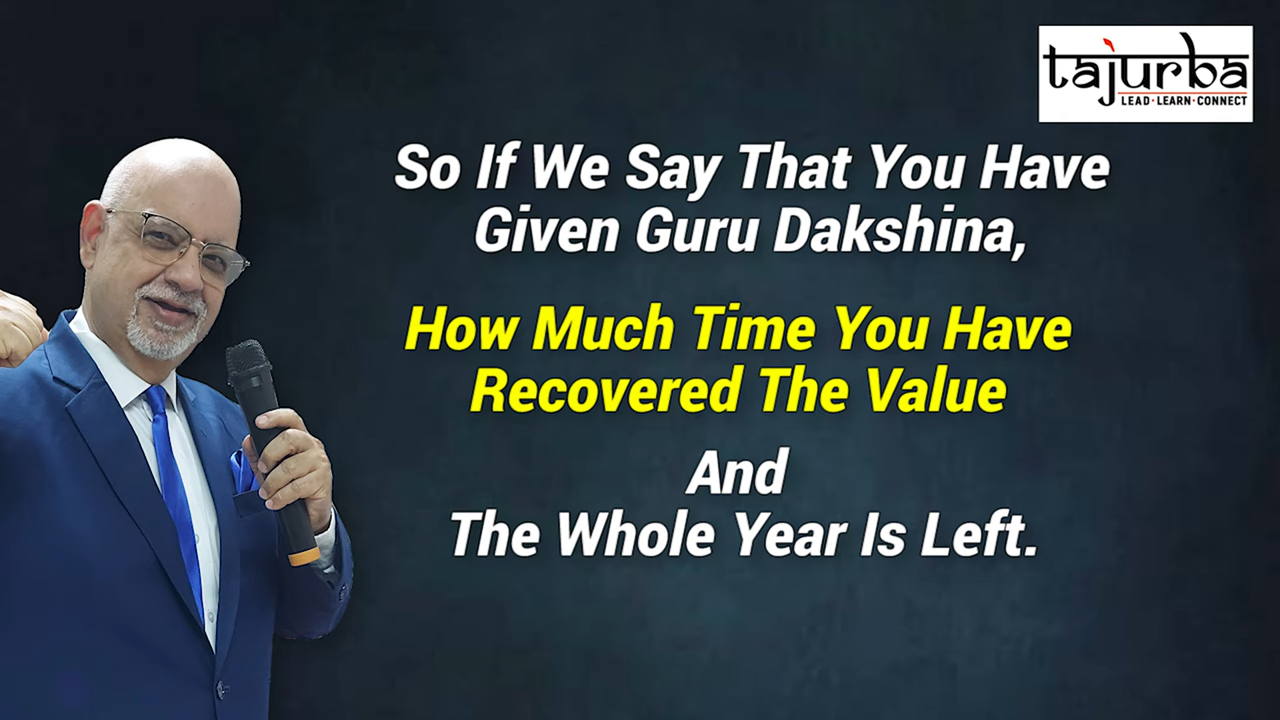 tajurba
LEAD·LEARN·CONNECT
So If We Say That You Have
Given Guru Dakshina,
How Much Time You Have
Recovered The Value
And
The Whole Year Is Left.